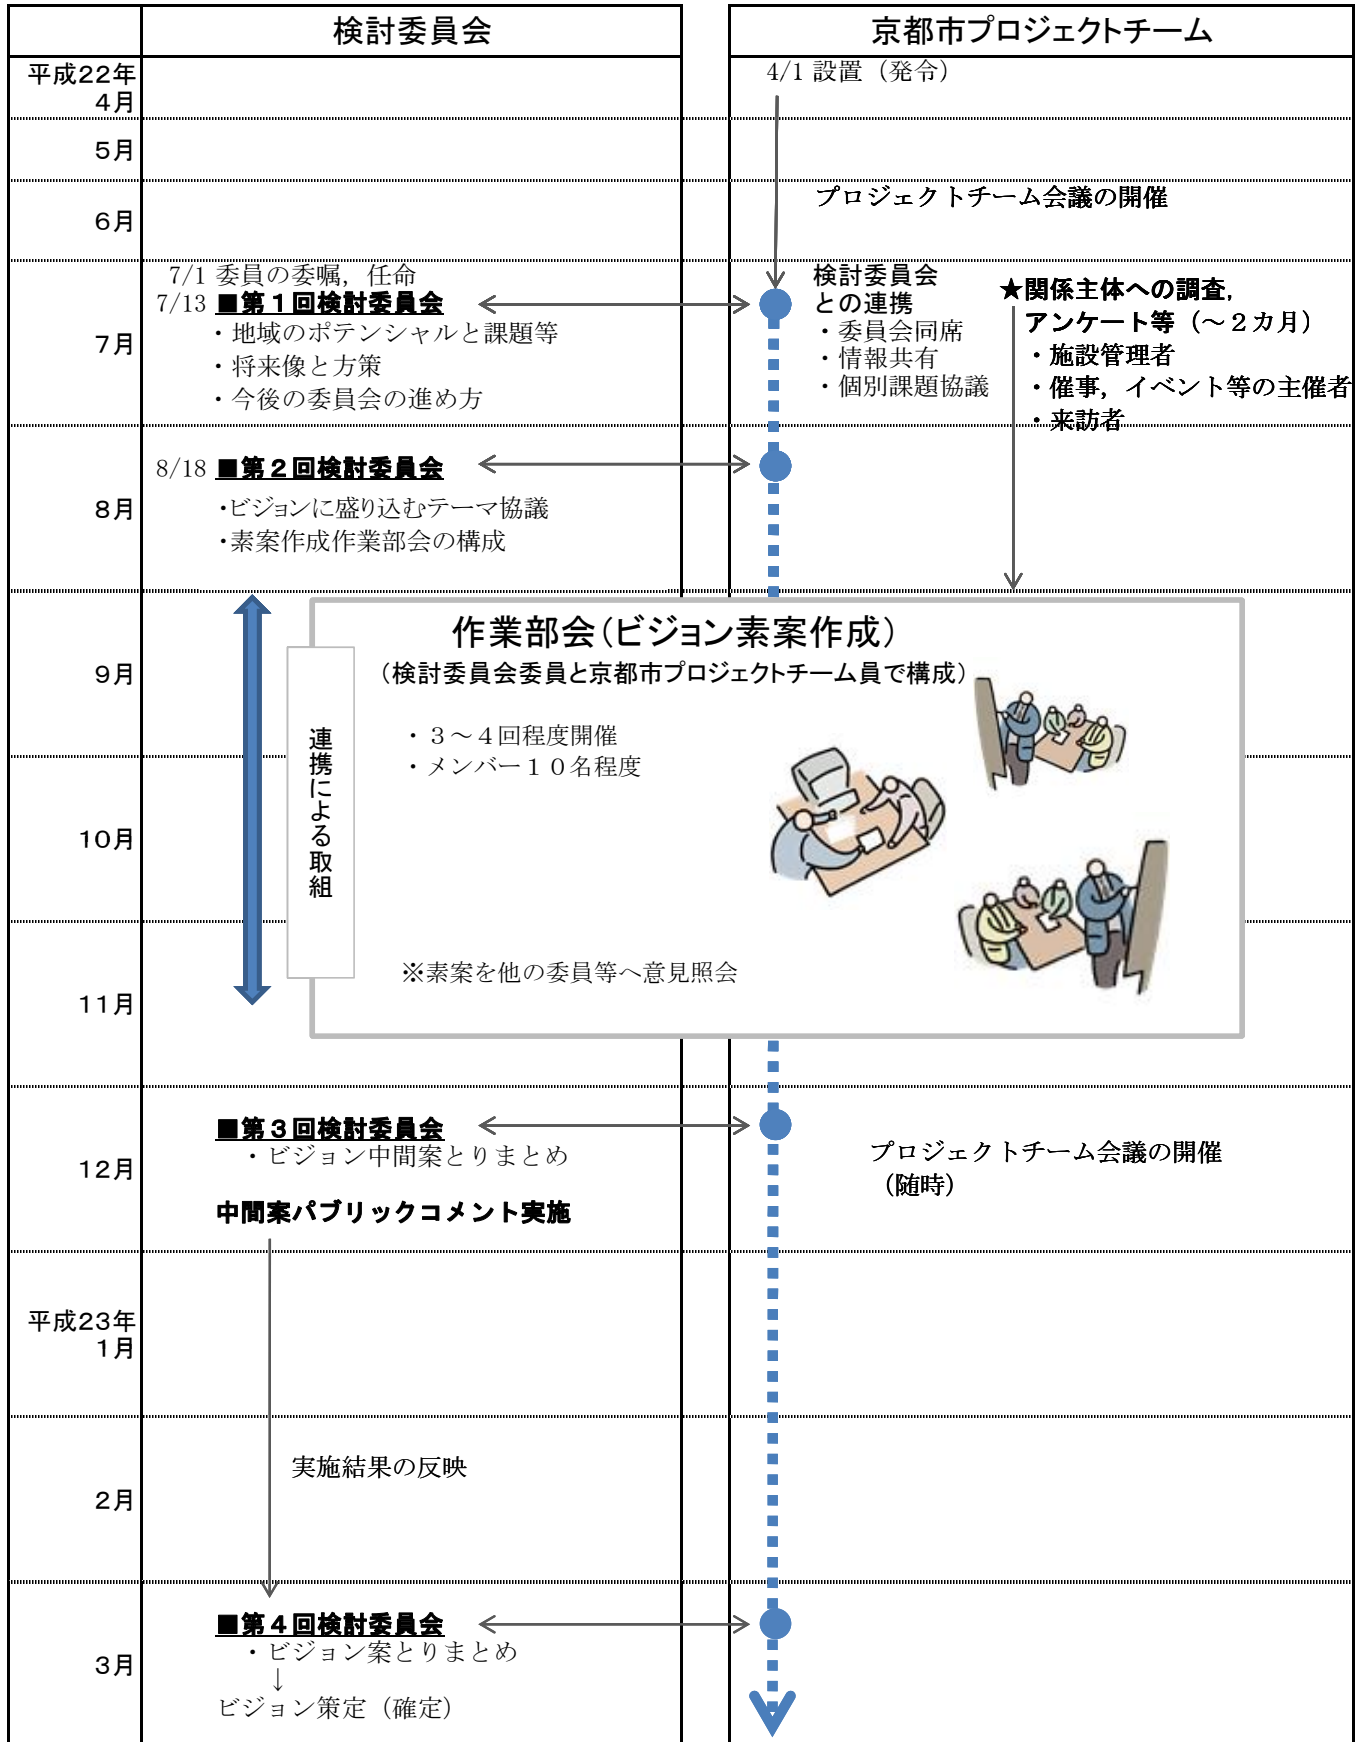 検討委員会
京都市プロジェクトチーム
平成22年
4月
4/1 設置（発令）
5月
6月
プロジェクトチーム会議の開催
7月
7/1 委員の委嘱，任命
7/13 ■第１回検討委員会
・地域のポテンシャルと課題等
・将来像と方策
・今後の委員会の進め方
検討委員会
との連携
・委員会同席
・情報共有
・個別課題協議
★関係主体への調査，
アンケート等（～２カ月）
・施設管理者
・催事，イベント等の主催者
・来訪者
8月
8/18 ■第２回検討委員会
・ビジョンに盛り込むテーマ協議
・素案作成作業部会の構成
9月
作業部会（ビジョン素案作成）
（検討委員会委員と京都市プロジェクトチーム員で構成）
・３～４回程度開催
・メンバー１０名程度
連携による取組
10月
11月
※素案を他の委員等へ意見照会
12月
■第３回検討委員会
・ビジョン中間案とりまとめ
中間案パブリックコメント実施
プロジェクトチーム会議の開催
（随時）
平成23年
1月
2月
実施結果の反映
3月
■第４回検討委員会
・ビジョン案とりまとめ
↓
ビジョン策定（確定）